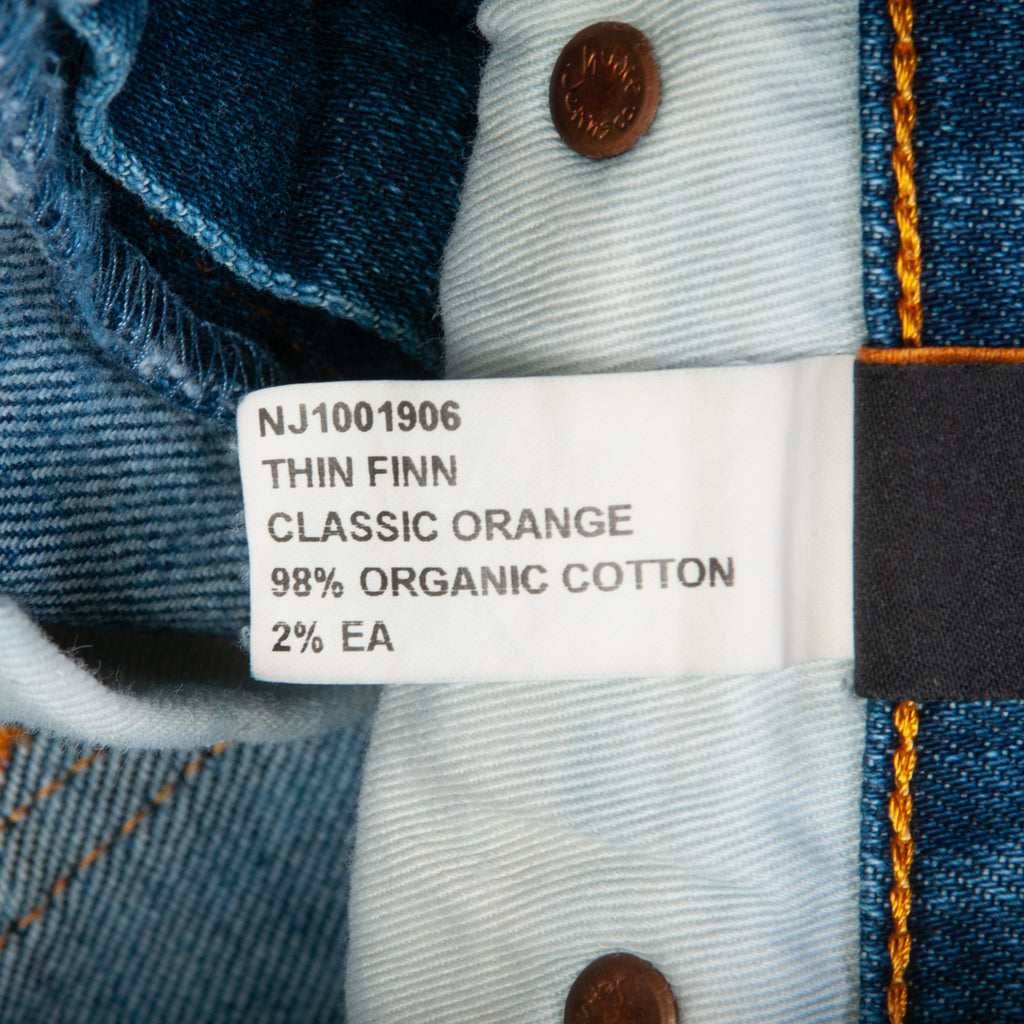 NJ1001906
THIN FINN
CLASSIC ORANGE
98% ORGANIC COTTON
2% EA